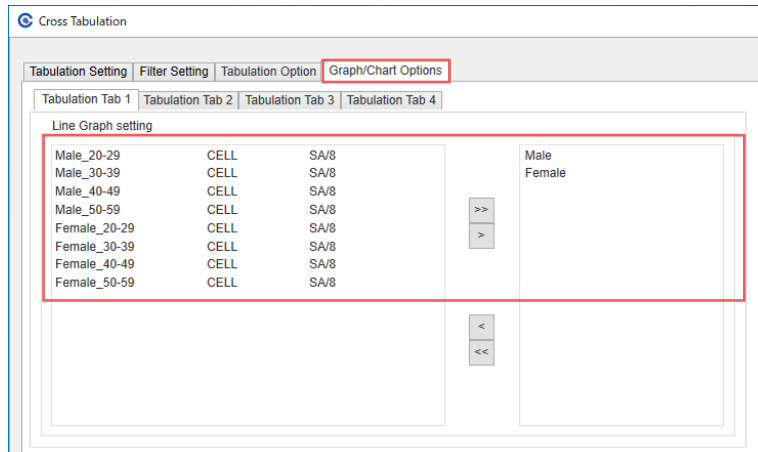 Cross Tabulation
Tabulation Setting Filter Setting Tabulation Option Graph/Chart Options
Tabulation Tab 1 Tabulation Tab 2 Tabulation Tab 3 Tabulation Tab 4
Line Graph setting
Male_20-29 CELL SA/8 Male
Male_30-39 CELL SA/8 Female
Male_40-49 CELL SA/8
Male_50-59 CELL SA/8 >>
Female_20-29 CELL SA/8
Female_30-39 CELL SA/8 >
Female_40-49 CELL SA/8
Female_50-59 CELL SA/8
<
<<